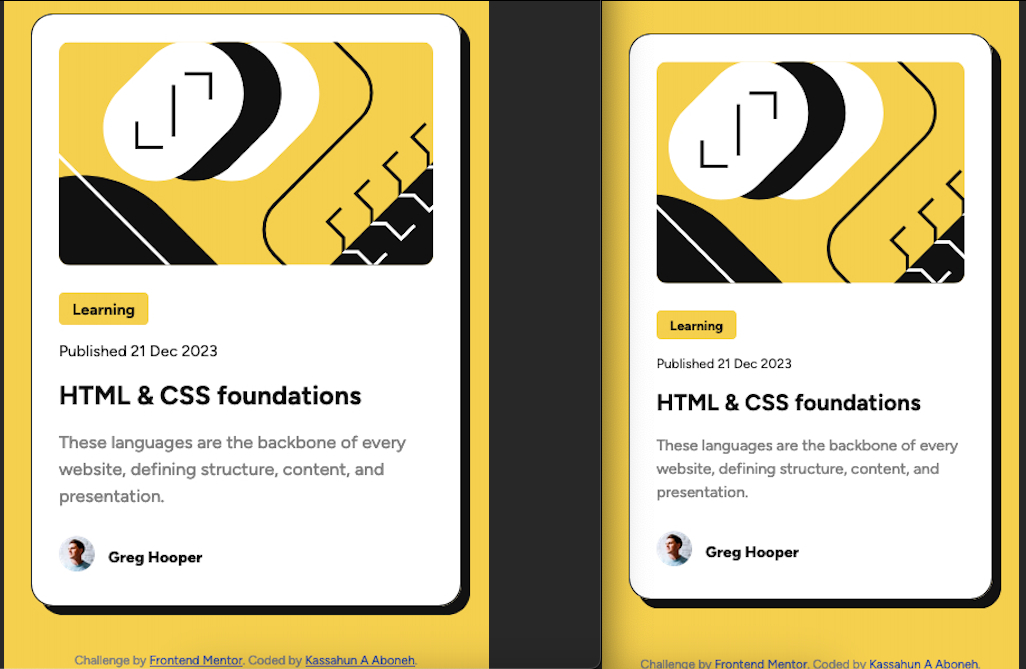 Learning
Published 21 Dec 2023
HTML & CSS foundations
These languages are the backbone of every
website, defining structure, content, and
presentation.
Greg Hooper
Challenge by Frontend Mentor. Coded by Kassahun A Aboneh.
Learning
Published 21 Dec 2023
HTML & CSS foundations
These languages are the backbone of every
website, defining structure, content, and
presentation.
Greg Hooper
Challenge by Frontend Mentor. Coded by Kassahun A Aboneh.